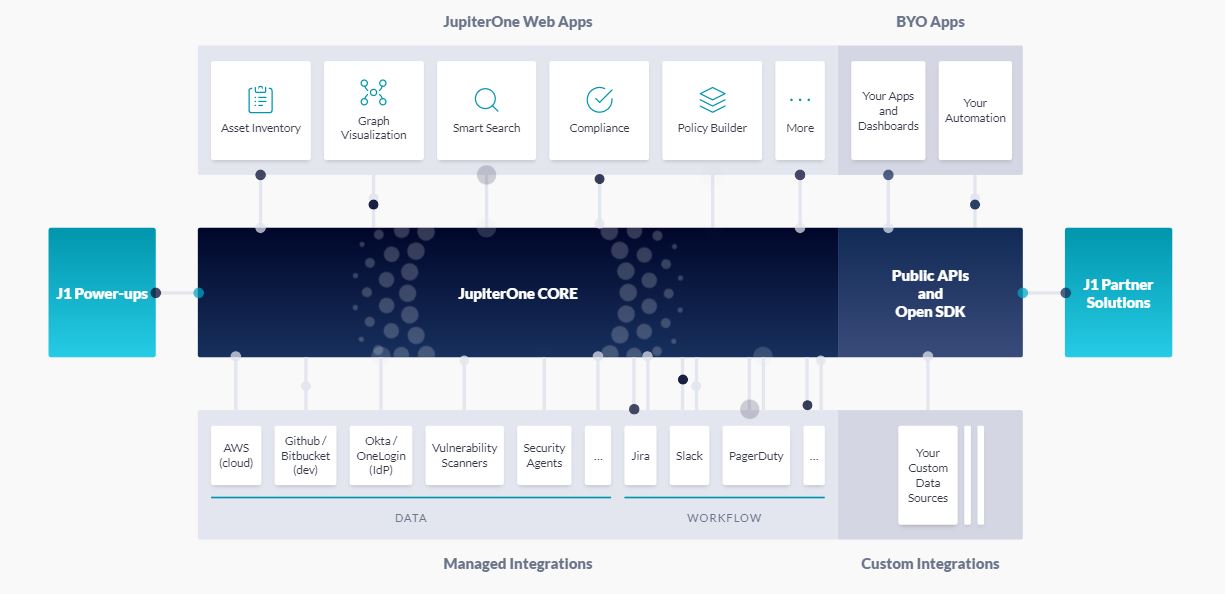 JupiterOne Web Apps
BYO Apps
Asset Inventory
Graph
Visualization
Smart Search
Compliance
Policy Builder
...
More
Your Apps
and
Dashboards
Your
Automation
J1 Power-ups
JupiterOne CORE
Public APIs
and
Open SDK
J1 Partner
Solutions
AWS
(cloud)
Github /
Bitbucket
(dev)
Okta /
OneLogin
(IdP)
Vulnerability
Scanners
Security
Agents
...
Jira
Slack
PagerDuty
...
Your
Custom
Data
Sources
DATA
WORKFLOW
Managed Integrations
Custom Integrations